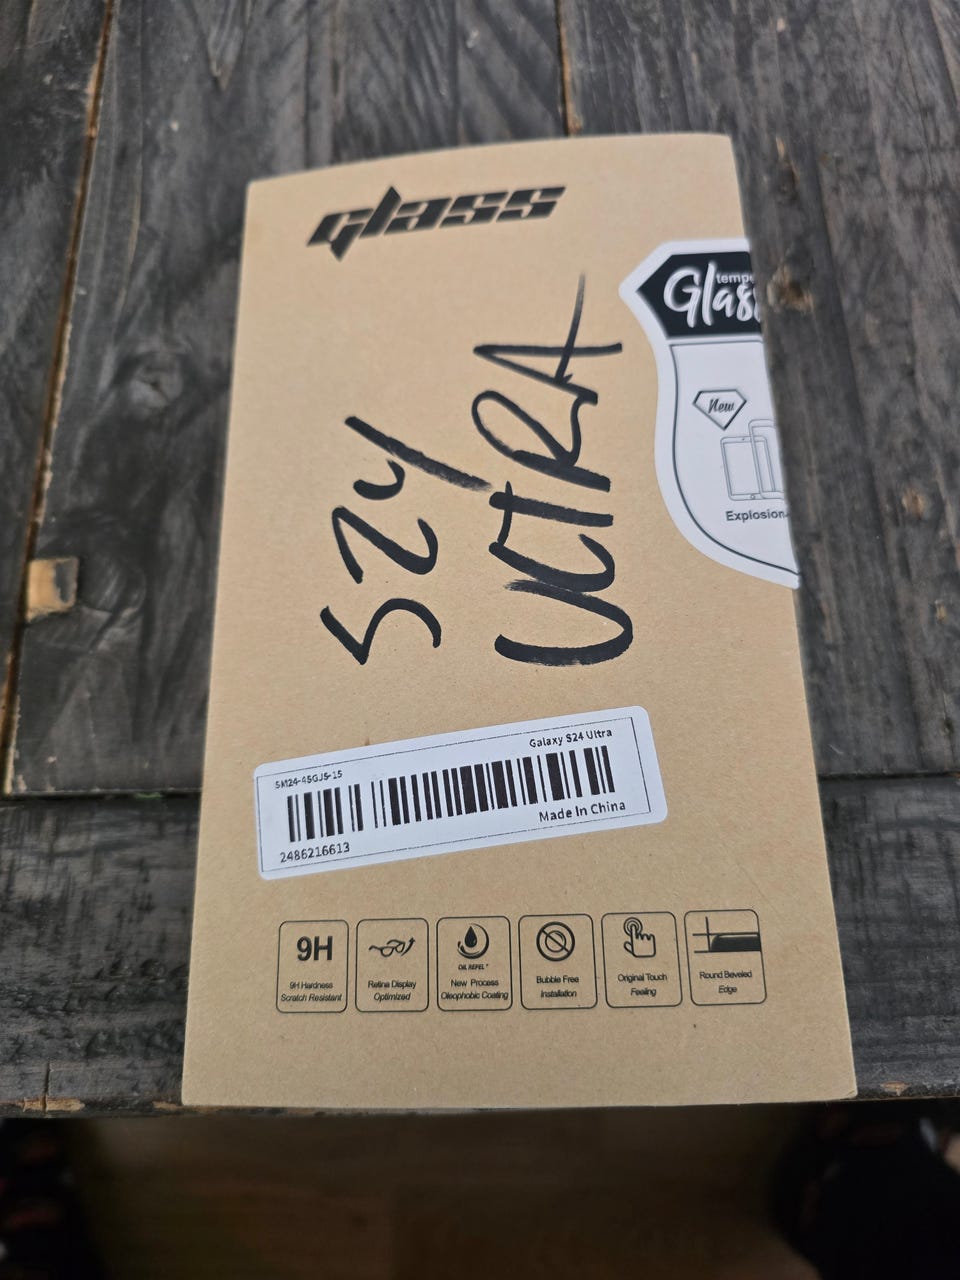 glass
S24
ULTRA
Glass
New
Explosion-
SM24-45GJS-15
Galaxy S24 Ultra
2486216613
Made In China
9H
9H Hardness
Scratch Resistant
Retina Display
Optimized
OIL REPEL
New Process
Oleophobic Coating
Bubble Free
Installation
Original Touch
Feeling
Round Beveled
Edge